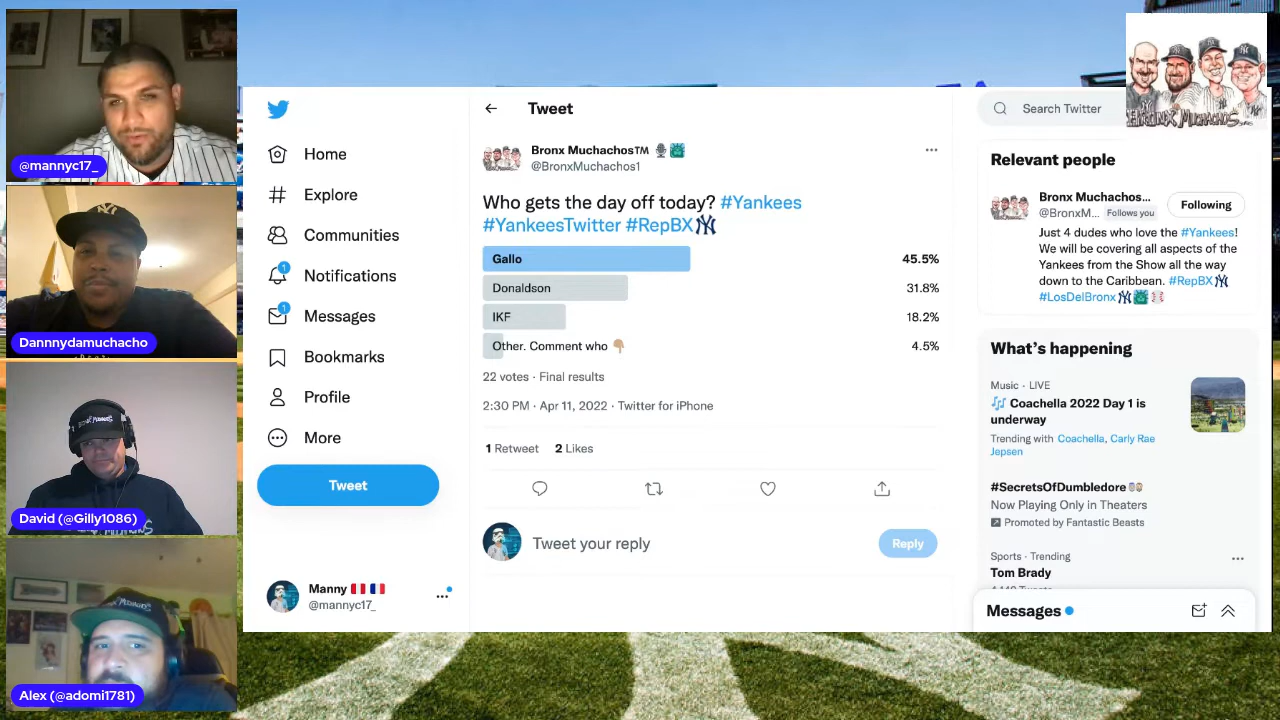 @mannyc17_
Dannnydamuchacho
David (@Gilly1086)
Alex (@adomi1781)
Home
Explore
Communities
1
Notifications
1
Messages
Bookmarks
Profile
More
Tweet
Manny 🇵🇪 🇫🇷
@mannyc17_
Tweet
Bronx Muchachos™ 🎙️
@BronxMuchachos1
Who gets the day off today? #Yankees
#YankeesTwitter #RepBX
Gallo 45.5%
Donaldson 31.8%
IKF 18.2%
Other. Comment who 👇🏽 4.5%
22 votes · Final results
2:30 PM · Apr 11, 2022 · Twitter for iPhone
1 Retweet 2 Likes
Tweet your reply
Reply
Search Twitter
BRONX MUCHACHOS
Relevant people
Bronx Muchachos...
@BronxM... Follows you
Following
Just 4 dudes who love the #Yankees!
We will be covering all aspects of the
Yankees from the Show all the way
down to the Caribbean. #RepBX
#LosDelBronx
What's happening
Music · LIVE
🎶 Coachella 2022 Day 1 is
underway
Trending with Coachella, Carly Rae
Jepsen
#SecretsOfDumbledore
Now Playing Only in Theaters
Promoted by Fantastic Beasts
Sports · Trending
Tom Brady
Messages